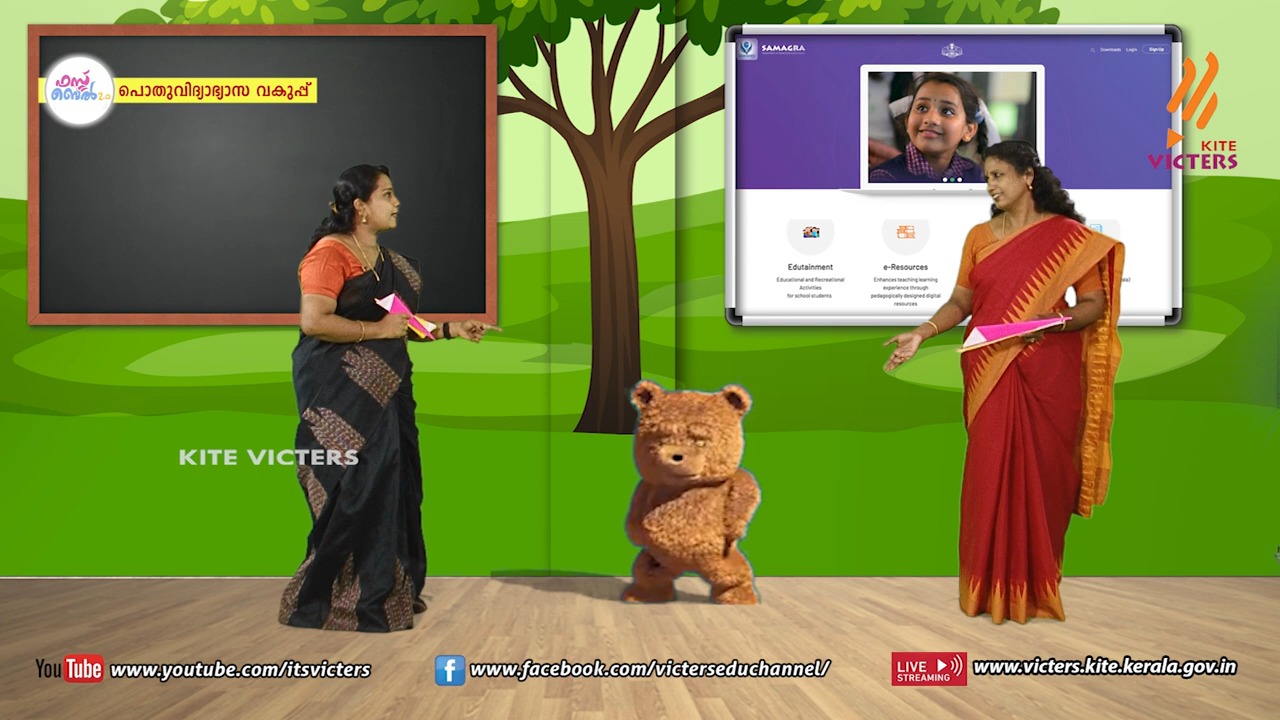 ഫസ്റ്റ്
ബെൽ 2.0
പൊതുവിദ്യാഭ്യാസ വകുപ്പ്
SAMAGRA
Downloads Login Sign Up
KITE
VICTERS
Edutainment
Educational and Recreational
Activities
for school students
e-Resources
Enhances teaching learning
experience through
pedagogically designed digital
resources
KITE VICTERS
YouTube www.youtube.com/itsvicters
f www.facebook.com/victerseduchannel/
LIVE
STREAMING
www.victers.kite.kerala.gov.in